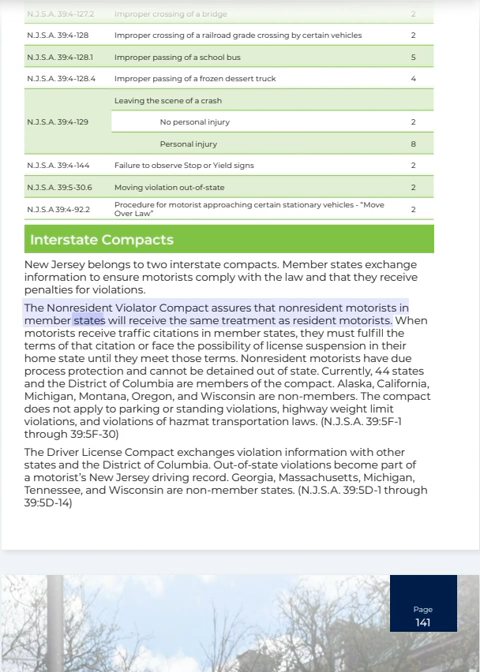 N.J.S.A. 39:4-127.2 Improper crossing of a bridge 2
N.J.S.A. 39:4-128 Improper crossing of a railroad grade crossing by certain vehicles 2
N.J.S.A. 39:4-128.1 Improper passing of a school bus 5
N.J.S.A. 39:4-128.4 Improper passing of a frozen dessert truck 4
Leaving the scene of a crash
N.J.S.A. 39:4-129 No personal injury 2
Personal injury 8
N.J.S.A. 39:4-144 Failure to observe Stop or Yield signs 2
N.J.S.A. 39:5-30.6 Moving violation out-of-state 2
N.J.S.A 39:4-92.2 Procedure for motorist approaching certain stationary vehicles - "Move 2
Over Law"
Interstate Compacts
New Jersey belongs to two interstate compacts. Member states exchange
information to ensure motorists comply with the law and that they receive
penalties for violations.
The Nonresident Violator Compact assures that nonresident motorists in
member states will receive the same treatment as resident motorists. When
motorists receive traffic citations in member states, they must fulfill the
terms of that citation or face the possibility of license suspension in their
home state until they meet those terms. Nonresident motorists have due
process protection and cannot be detained out of state. Currently, 44 states
and the District of Columbia are members of the compact. Alaska, California,
Michigan, Montana, Oregon, and Wisconsin are non-members. The compact
does not apply to parking or standing violations, highway weight limit
violations, and violations of hazmat transportation laws. (N.J.S.A. 39:5F-1
through 39:5F-30)
The Driver License Compact exchanges violation information with other
states and the District of Columbia. Out-of-state violations become part of
a motorist's New Jersey driving record. Georgia, Massachusetts, Michigan,
Tennessee, and Wisconsin are non-member states. (N.J.S.A. 39:5D-1 through
39:5D-14)
Page
141